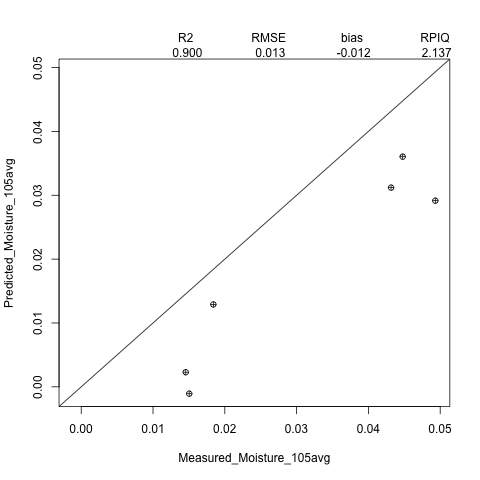 R2 RMSE bias RPIQ
0.900 0.013 -0.012 2.137
0.05
0.04
0.03
0.02
0.01
0.00
Predicted_Moisture_105avg
0.00 0.01 0.02 0.03 0.04 0.05
Measured_Moisture_105avg